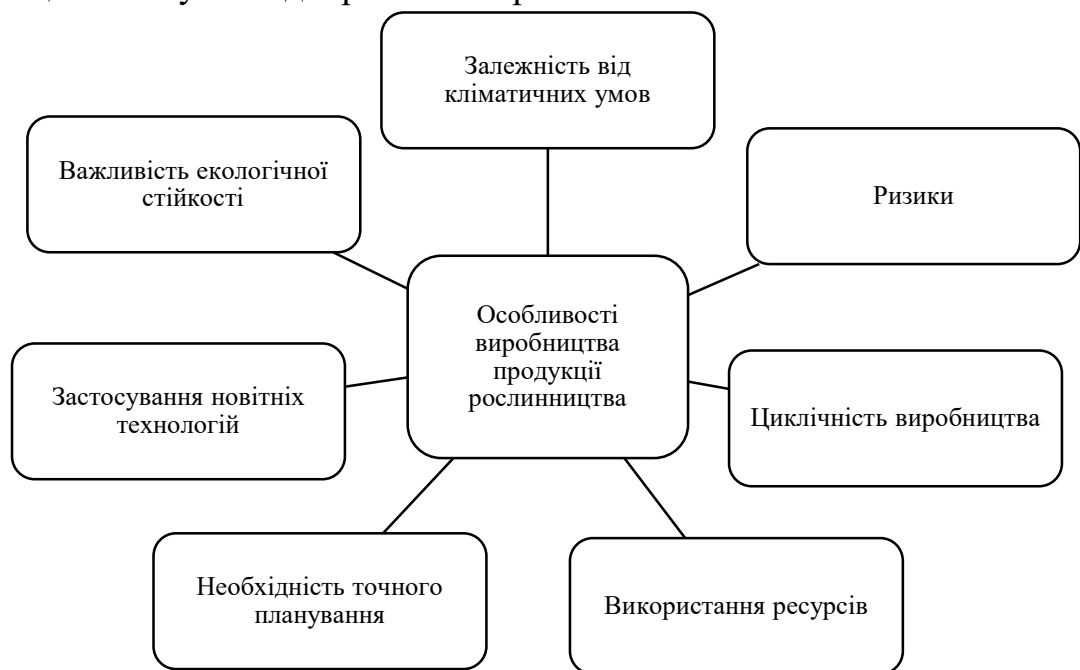 Залежність від
кліматичних умов
Важливість екологічної
стійкості
Ризики
Особливості
виробництва
продукції
рослинництва
Застосування новітніх
технологій
Циклічність виробництва
Необхідність точного
планування
Використання ресурсів